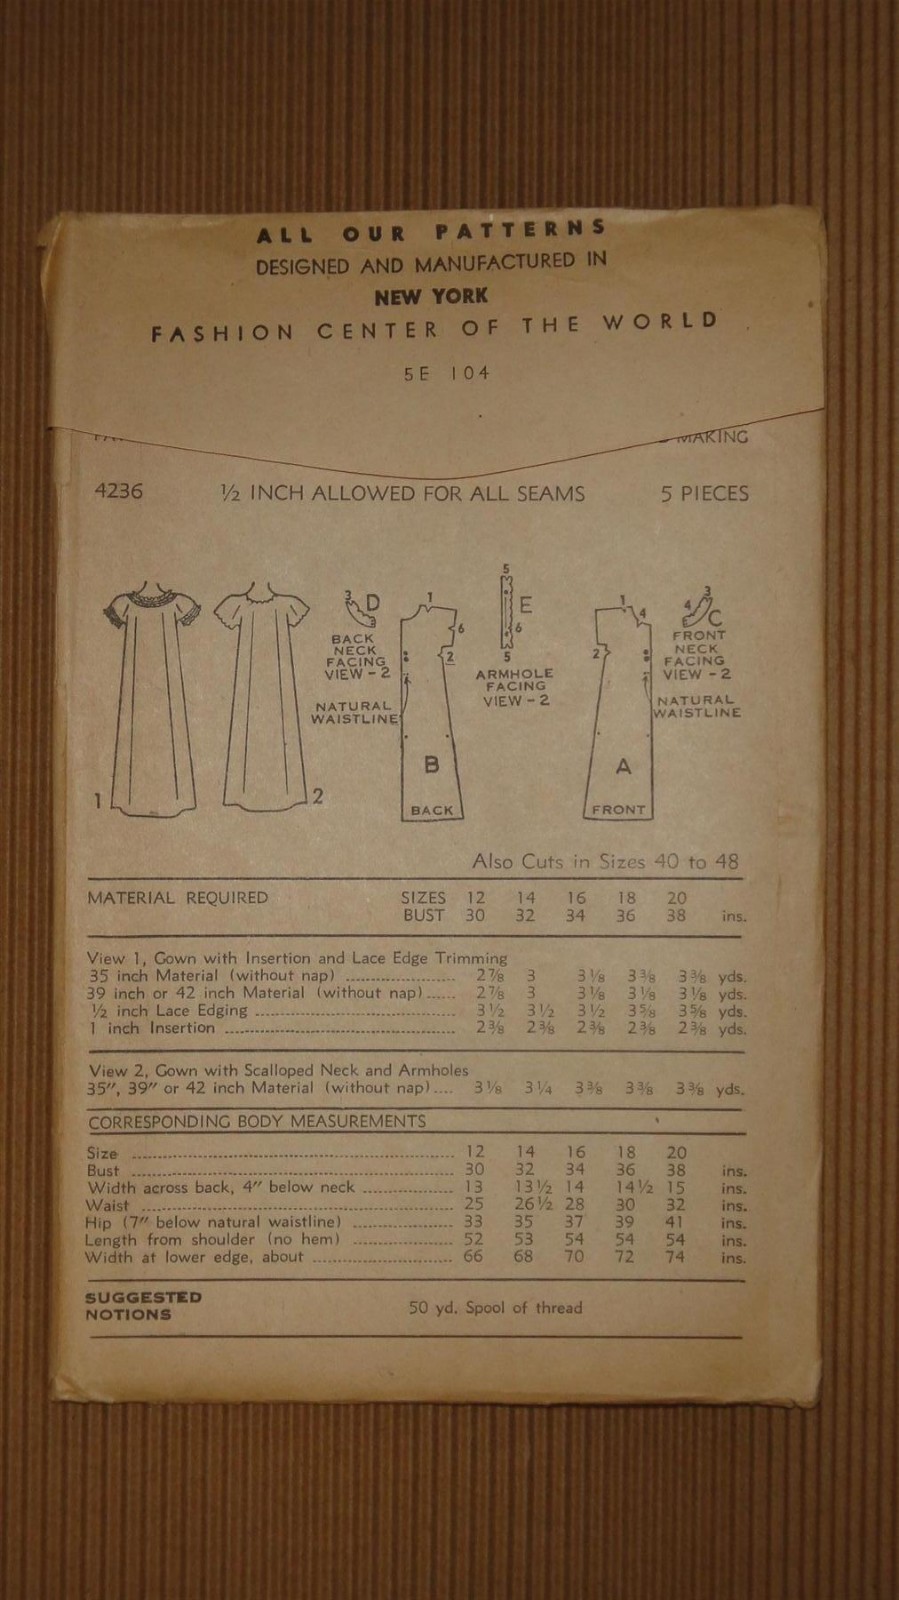 ALL OUR PATTERNS
DESIGNED AND MANUFACTURED IN
NEW YORK
FASHION CENTER OF THE WORLD
5E 104
MAKING
4236 ½ INCH ALLOWED FOR ALL SEAMS 5 PIECES
1
2
3 D
BACK
NECK
FACING
VIEW - 2
NATURAL
WAISTLINE
1
6
2
B
BACK
5
E
6
5
ARMHOLE
FACING
VIEW - 2
1
4
2
A
FRONT
3
4
C
FRONT
NECK
FACING
VIEW - 2
NATURAL
WAISTLINE
Also Cuts in Sizes 40 to 48
MATERIAL REQUIRED SIZES 12 14 16 18 20
BUST 30 32 34 36 38 ins.
View 1, Gown with Insertion and Lace Edge Trimming
35 inch Material (without nap) 2⅞ 3 3⅛ 3⅜ 3⅜ yds.
39 inch or 42 inch Material (without nap) 2⅞ 3 3⅛ 3⅛ 3⅛ yds.
½ inch Lace Edging 3½ 3½ 3½ 3⅝ 3⅝ yds.
1 inch Insertion 2⅜ 2⅜ 2⅜ 2⅜ 2⅜ yds.
View 2, Gown with Scalloped Neck and Armholes
35", 39" or 42 inch Material (without nap) 3⅛ 3¼ 3⅜ 3⅜ 3⅜ yds.
CORRESPONDING BODY MEASUREMENTS
Size 12 14 16 18 20
Bust 30 32 34 36 38 ins.
Width across back, 4" below neck 13 13½ 14 14½ 15 ins.
Waist 25 26½ 28 30 32 ins.
Hip (7" below natural waistline) 33 35 37 39 41 ins.
Length from shoulder (no hem) 52 53 54 54 54 ins.
Width at lower edge, about 66 68 70 72 74 ins.
SUGGESTED
NOTIONS
50 yd. Spool of thread